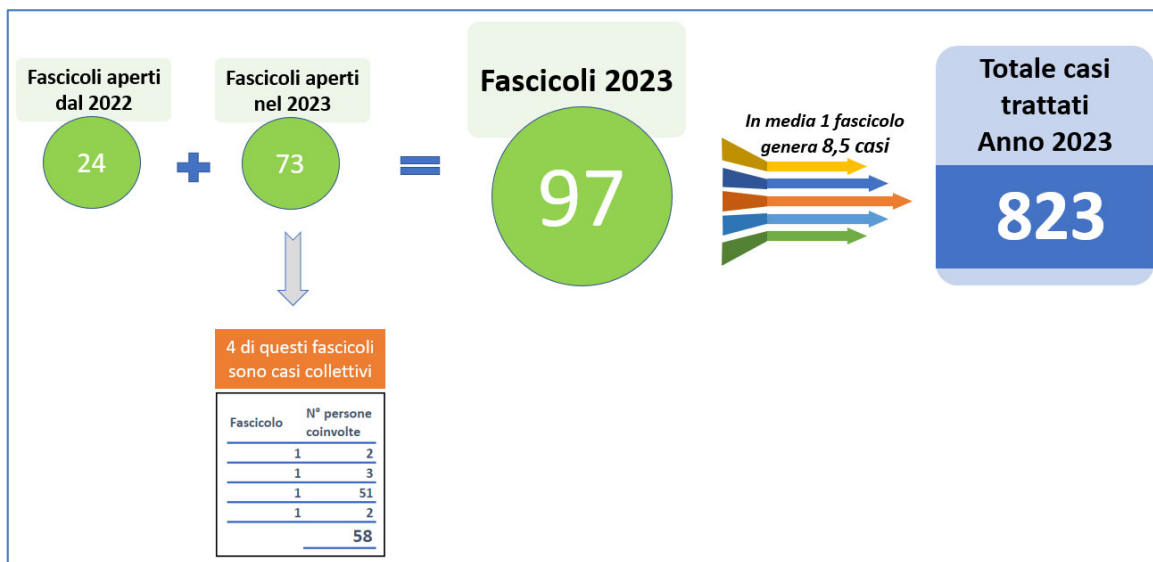 Fascicoli aperti
dal 2022
24
Fascicoli aperti
nel 2023
73
Fascicoli 2023
97
In media 1 fascicolo
genera 8,5 casi
Totale casi
trattati
Anno 2023
823
4 di questi fascicoli
sono casi collettivi
Fascicolo N° persone
coinvolte
1 2
1 3
1 51
1 2
58